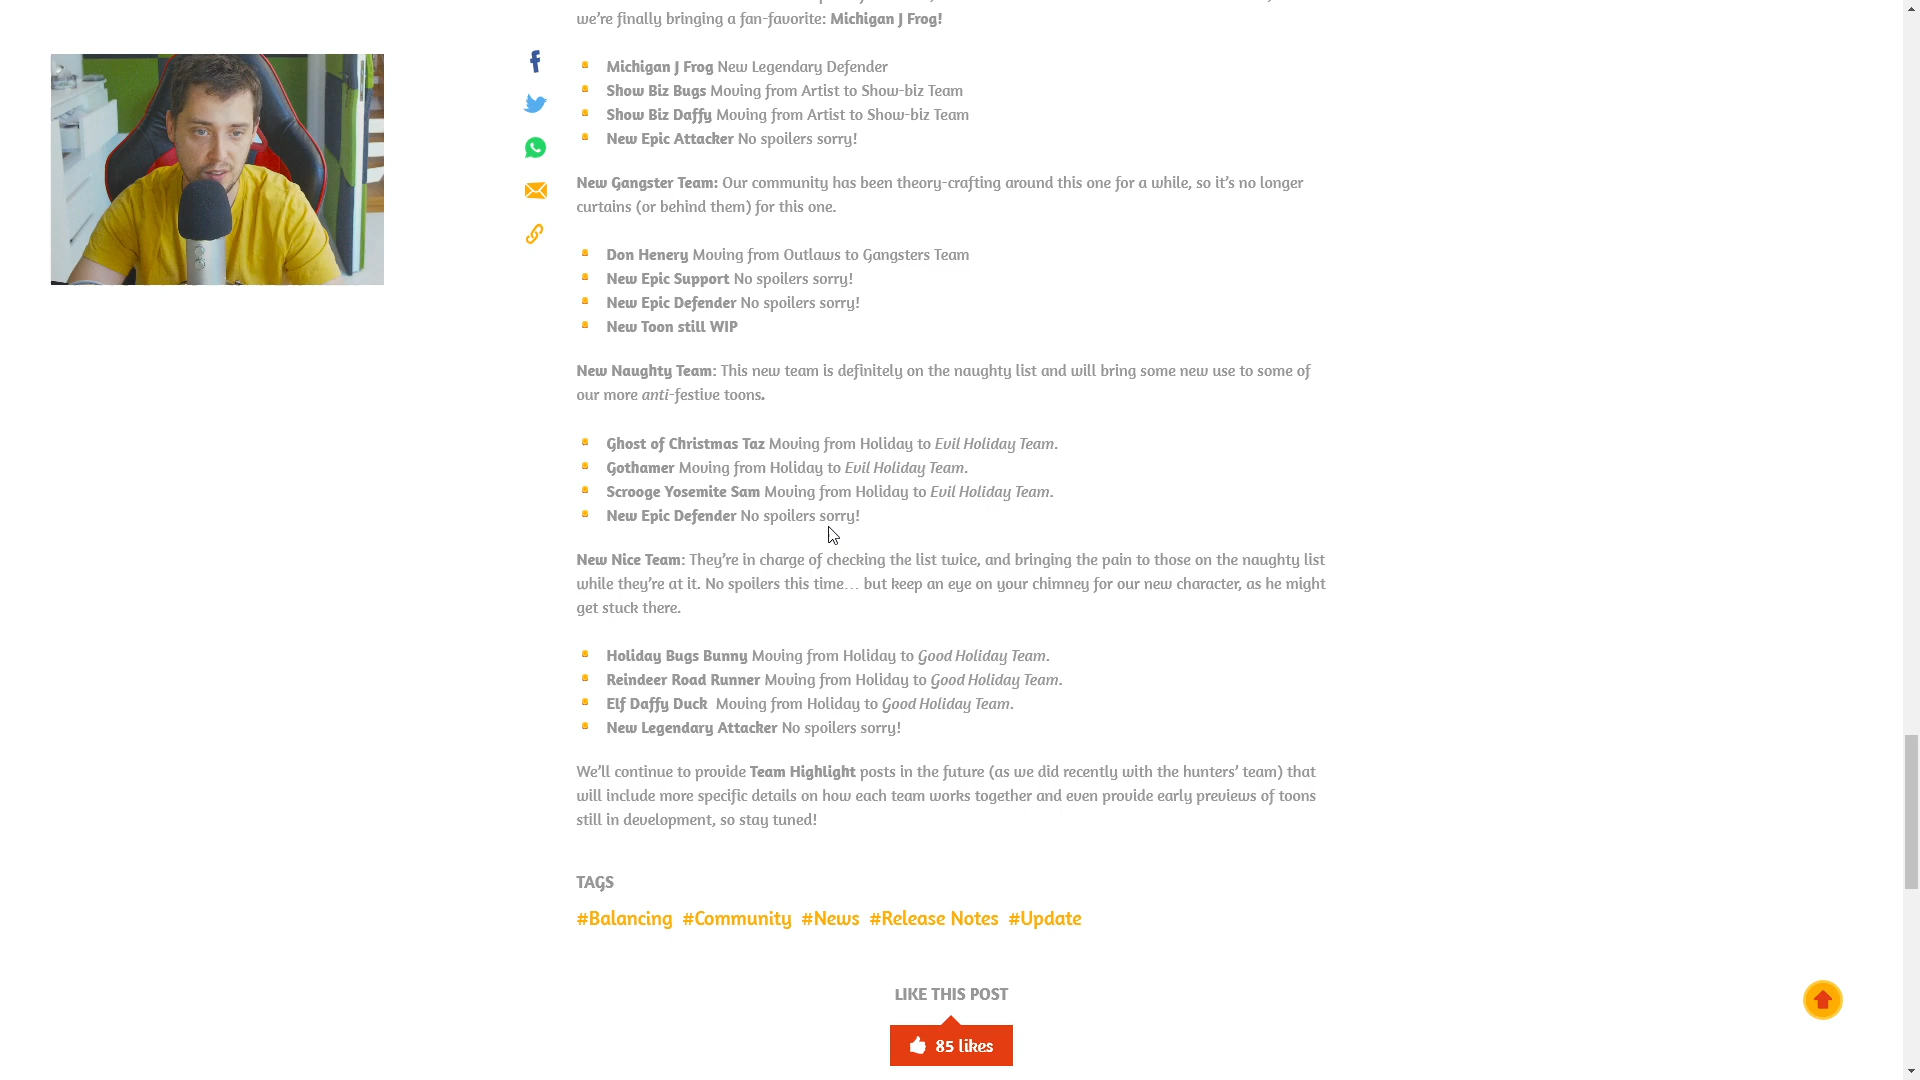 we're finally bringing a fan-favorite: Michigan J Frog!
Michigan J Frog New Legendary Defender
Show Biz Bugs Moving from Artist to Show-biz Team
Show Biz Daffy Moving from Artist to Show-biz Team
New Epic Attacker No spoilers sorry!
New Gangster Team: Our community has been theory-crafting around this one for a while, so it's no longer
curtains (or behind them) for this one.
Don Henery Moving from Outlaws to Gangsters Team
New Epic Support No spoilers sorry!
New Epic Defender No spoilers sorry!
New Toon still WIP
New Naughty Team: This new team is definitely on the naughty list and will bring some new use to some of
our more anti-festive toons.
Ghost of Christmas Taz Moving from Holiday to Evil Holiday Team.
Gothamer Moving from Holiday to Evil Holiday Team.
Scrooge Yosemite Sam Moving from Holiday to Evil Holiday Team.
New Epic Defender No spoilers sorry!
New Nice Team: They're in charge of checking the list twice, and bringing the pain to those on the naughty list
while they're at it. No spoilers this time... but keep an eye on your chimney for our new character, as he might
get stuck there.
Holiday Bugs Bunny Moving from Holiday to Good Holiday Team.
Reindeer Road Runner Moving from Holiday to Good Holiday Team.
Elf Daffy Duck Moving from Holiday to Good Holiday Team.
New Legendary Attacker No spoilers sorry!
We'll continue to provide Team Highlight posts in the future (as we did recently with the hunters' team) that
will include more specific details on how each team works together and even provide early previews of toons
still in development, so stay tuned!
TAGS
#Balancing #Community #News #Release Notes #Update
LIKE THIS POST
85 likes